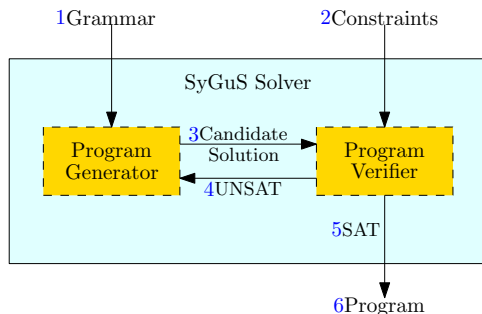 1Grammar
2Constraints
SyGuS Solver
Program
Generator
3Candidate
Solution
4UNSAT
Program
Verifier
5SAT
6Program